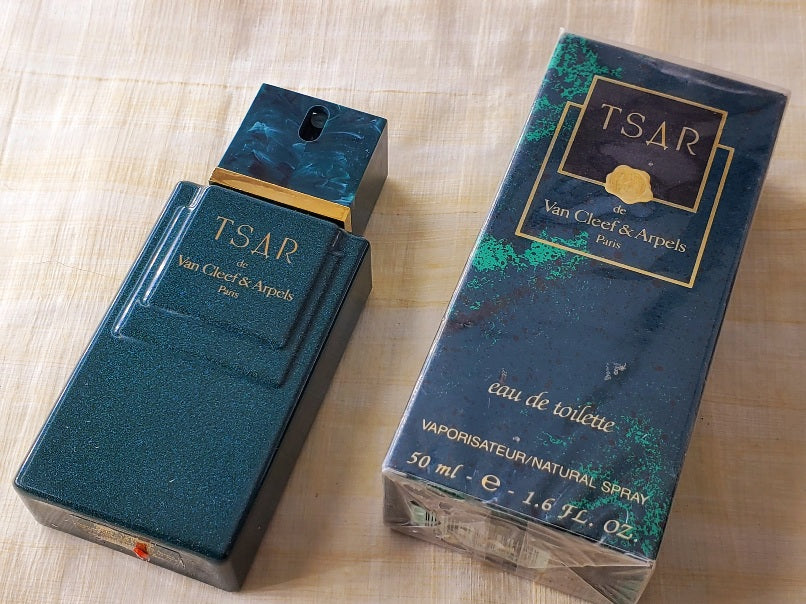 TSAR
de
Van Cleef & Arpels
Paris
TSAR
de
Van Cleef & Arpels
Paris
eau de toilette
VAPORISATEUR/NATURAL SPRAY
50 ml - e - 1.6 FL. OZ.